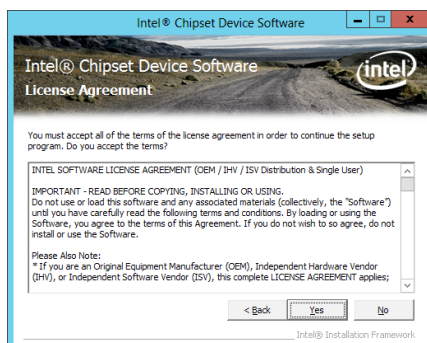 Intel® Chipset Device Software
Intel® Chipset Device Software
intel
License Agreement
You must accept all of the terms of the license agreement in order to continue the setup
program. Do you accept the terms?
INTEL SOFTWARE LICENSE AGREEMENT (OEM / IHV / ISV Distribution & Single User)
IMPORTANT - READ BEFORE COPYING, INSTALLING OR USING.
Do not use or load this software and any associated materials (collectively, the "Software")
until you have carefully read the following terms and conditions. By loading or using the
Software, you agree to the terms of this Agreement. If you do not wish to so agree, do not
install or use the Software.
Please Also Note:
* If you are an Original Equipment Manufacturer (OEM), Independent Hardware Vendor
(IHV), or Independent Software Vendor (ISV), this complete LICENSE AGREEMENT applies;
< Back Yes No
Intel® Installation Framework